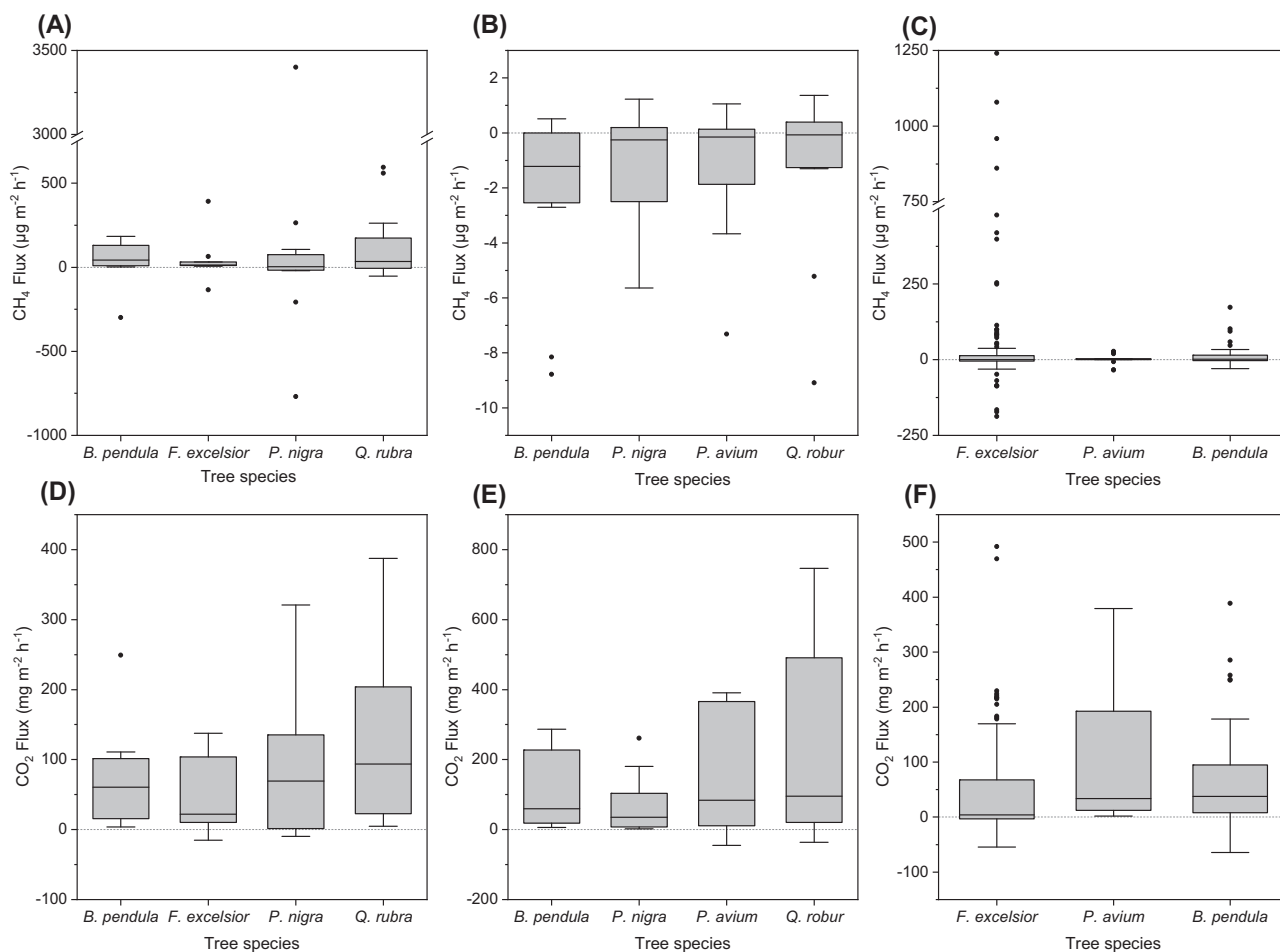 (A)
3500
3000
500
0
-500
-1000
CH₄ Flux (µg m⁻² h⁻¹)
B. pendula F. excelsior P. nigra Q. rubra
Tree species
(B)
2
0
-2
-4
-6
-8
-10
CH₄ Flux (µg m⁻² h⁻¹)
B. pendula P. nigra P. avium Q. robur
Tree species
(C)
1250
1000
750
250
0
-250
CH₄ Flux (µg m⁻² h⁻¹)
F. excelsior P. avium B. pendula
Tree species
(D)
400
300
200
100
0
-100
CO₂ Flux (mg m⁻² h⁻¹)
B. pendula F. excelsior P. nigra Q. rubra
Tree species
(E)
800
600
400
200
0
-200
CO₂ Flux (mg m⁻² h⁻¹)
B. pendula P. nigra P. avium Q. robur
Tree species
(F)
500
400
300
200
100
0
-100
CO₂ Flux (mg m⁻² h⁻¹)
F. excelsior P. avium B. pendula
Tree species